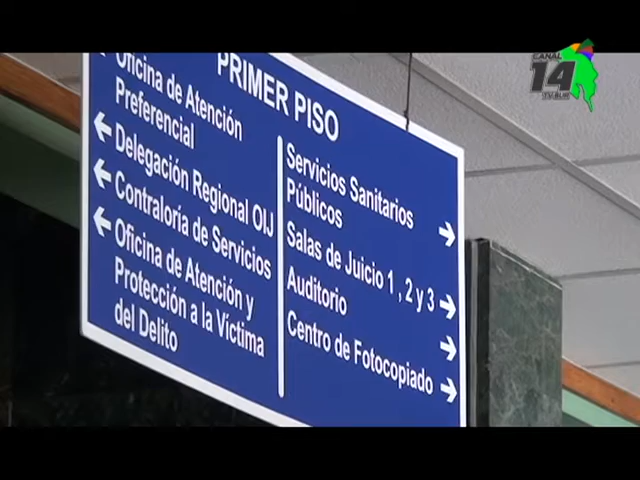 PRIMER PISO
Oficina de Atención
Preferencial
Delegación Regional OIJ
Contraloría de Servicios
Oficina de Atención y
Protección a la Víctima
del Delito
Servicios Sanitarios
Públicos
Salas de Juicio 1 , 2 y 3
Auditorio
Centro de Fotocopiado
CANAL
14
TV.SUR